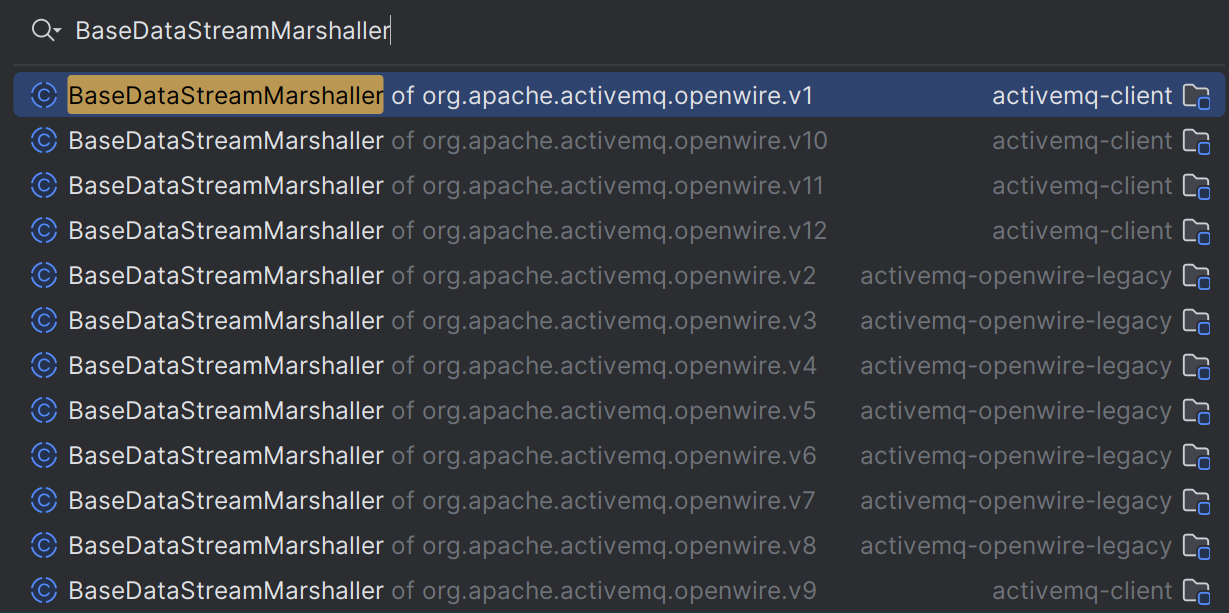 BaseDataStreamMarshaller
BaseDataStreamMarshaller of org.apache.activemq.openwire.v1 activemq-client
BaseDataStreamMarshaller of org.apache.activemq.openwire.v10 activemq-client
BaseDataStreamMarshaller of org.apache.activemq.openwire.v11 activemq-client
BaseDataStreamMarshaller of org.apache.activemq.openwire.v12 activemq-client
BaseDataStreamMarshaller of org.apache.activemq.openwire.v2 activemq-openwire-legacy
BaseDataStreamMarshaller of org.apache.activemq.openwire.v3 activemq-openwire-legacy
BaseDataStreamMarshaller of org.apache.activemq.openwire.v4 activemq-openwire-legacy
BaseDataStreamMarshaller of org.apache.activemq.openwire.v5 activemq-openwire-legacy
BaseDataStreamMarshaller of org.apache.activemq.openwire.v6 activemq-openwire-legacy
BaseDataStreamMarshaller of org.apache.activemq.openwire.v7 activemq-openwire-legacy
BaseDataStreamMarshaller of org.apache.activemq.openwire.v8 activemq-openwire-legacy
BaseDataStreamMarshaller of org.apache.activemq.openwire.v9 activemq-client